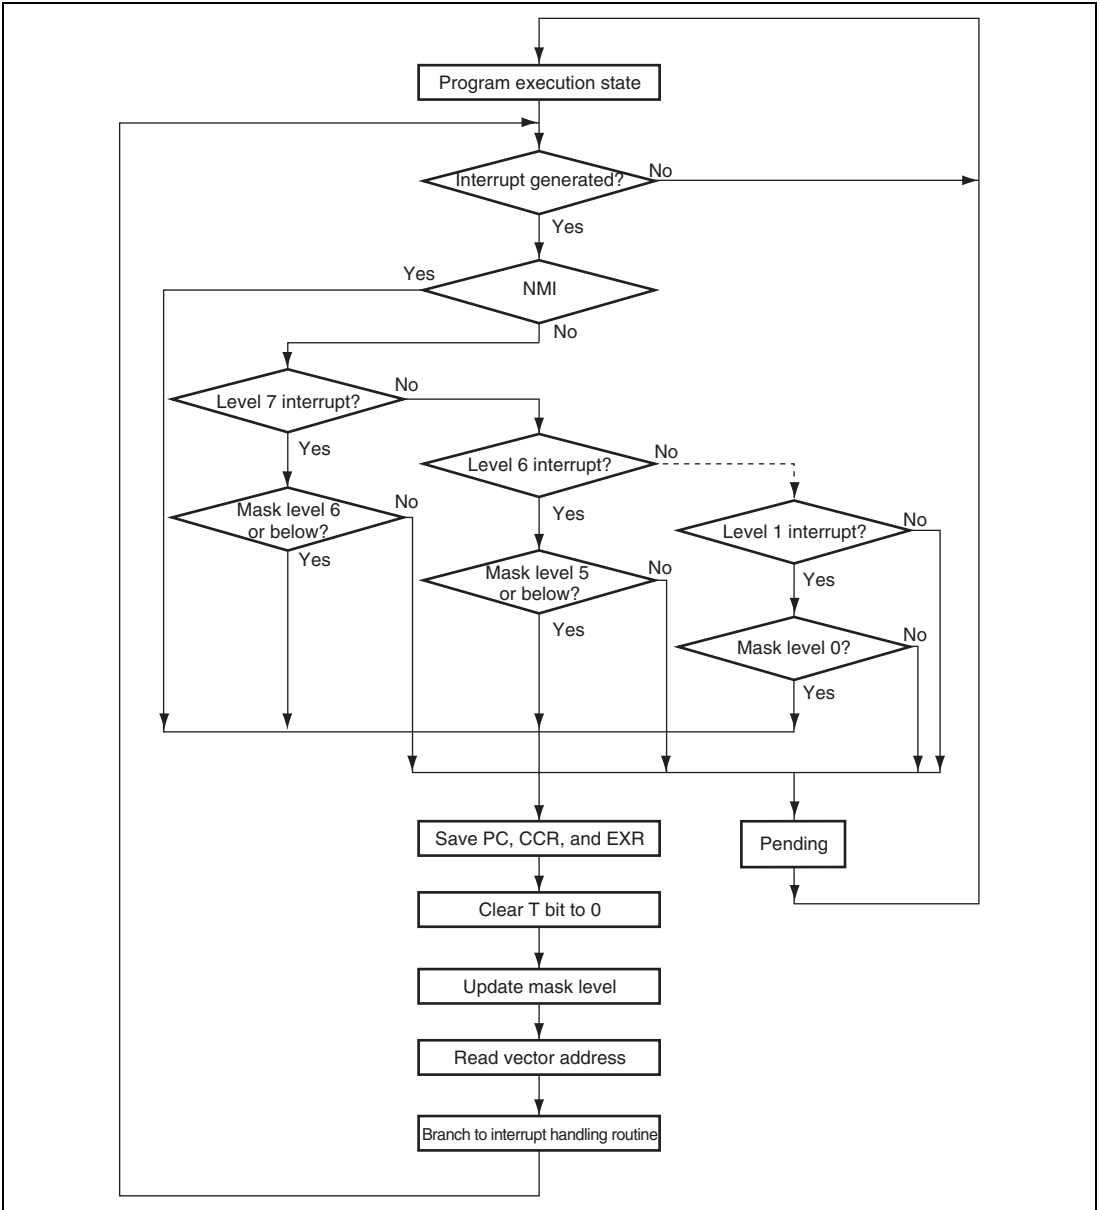 Program execution state
Interrupt generated?
No
Yes
Yes
NMI
No
Level 7 interrupt?
No
Yes
Level 6 interrupt?
No
Mask level 6
or below?
No
Yes
Yes
Level 1 interrupt?
No
Mask level 5
or below?
No
Yes
Yes
Mask level 0?
No
Yes
Save PC, CCR, and EXR
Pending
Clear T bit to 0
Update mask level
Read vector address
Branch to interrupt handling routine